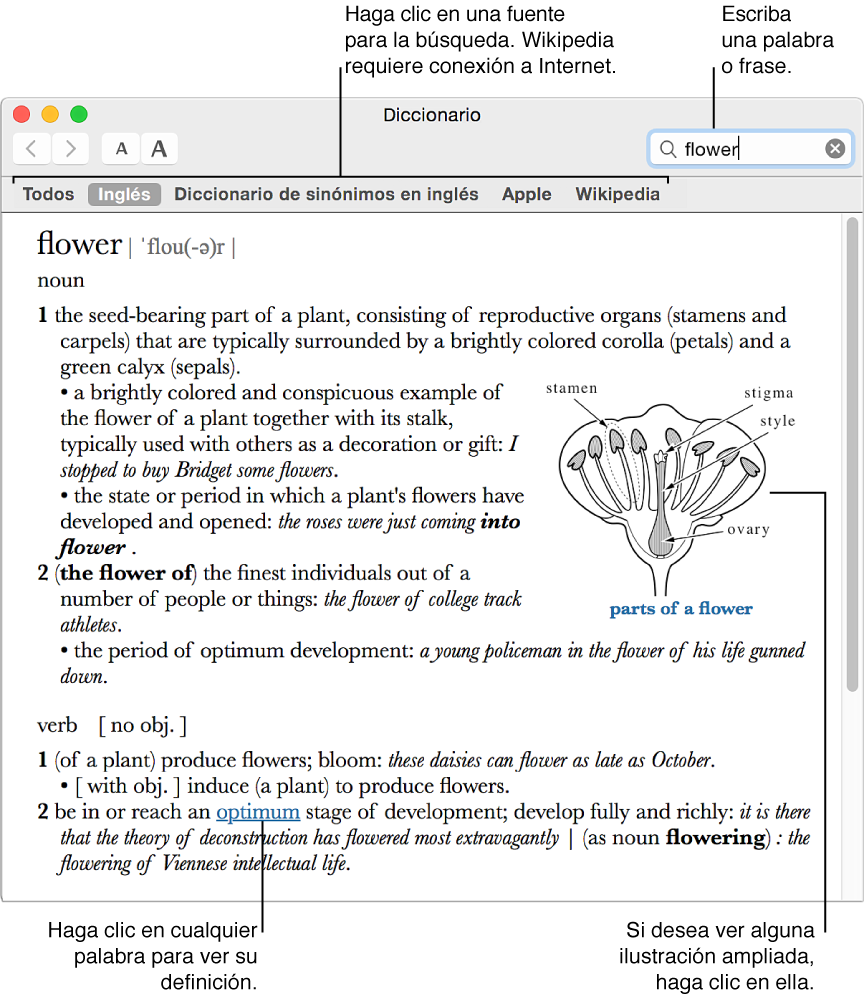 Haga clic en una fuente
para la búsqueda. Wikipedia
requiere conexión a Internet.
Escriba
una palabra
o frase.
Diccionario
A A
flower
Todos Inglés Diccionario de sinónimos en inglés Apple Wikipedia
flower | ˈflou(-ə)r |
noun
1 the seed-bearing part of a plant, consisting of reproductive organs (stamens and
carpels) that are typically surrounded by a brightly colored corolla (petals) and a
green calyx (sepals).
• a brightly colored and conspicuous example of
the flower of a plant together with its stalk,
typically used with others as a decoration or gift: I
stopped to buy Bridget some flowers.
• the state or period in which a plant's flowers have
developed and opened: the roses were just coming into
flower .
2 (the flower of) the finest individuals out of a
number of people or things: the flower of college track
athletes.
• the period of optimum development: a young policeman in the flower of his life gunned
down.
stamen
stigma
style
ovary
parts of a flower
verb [ no obj. ]
1 (of a plant) produce flowers; bloom: these daisies can flower as late as October.
• [ with obj. ] induce (a plant) to produce flowers.
2 be in or reach an optimum stage of development; develop fully and richly: it is there
that the theory of deconstruction has flowered most extravagantly | (as noun flowering) : the
flowering of Viennese intellectual life.
Haga clic en cualquier
palabra para ver su
definición.
Si desea ver alguna
ilustración ampliada,
haga clic en ella.